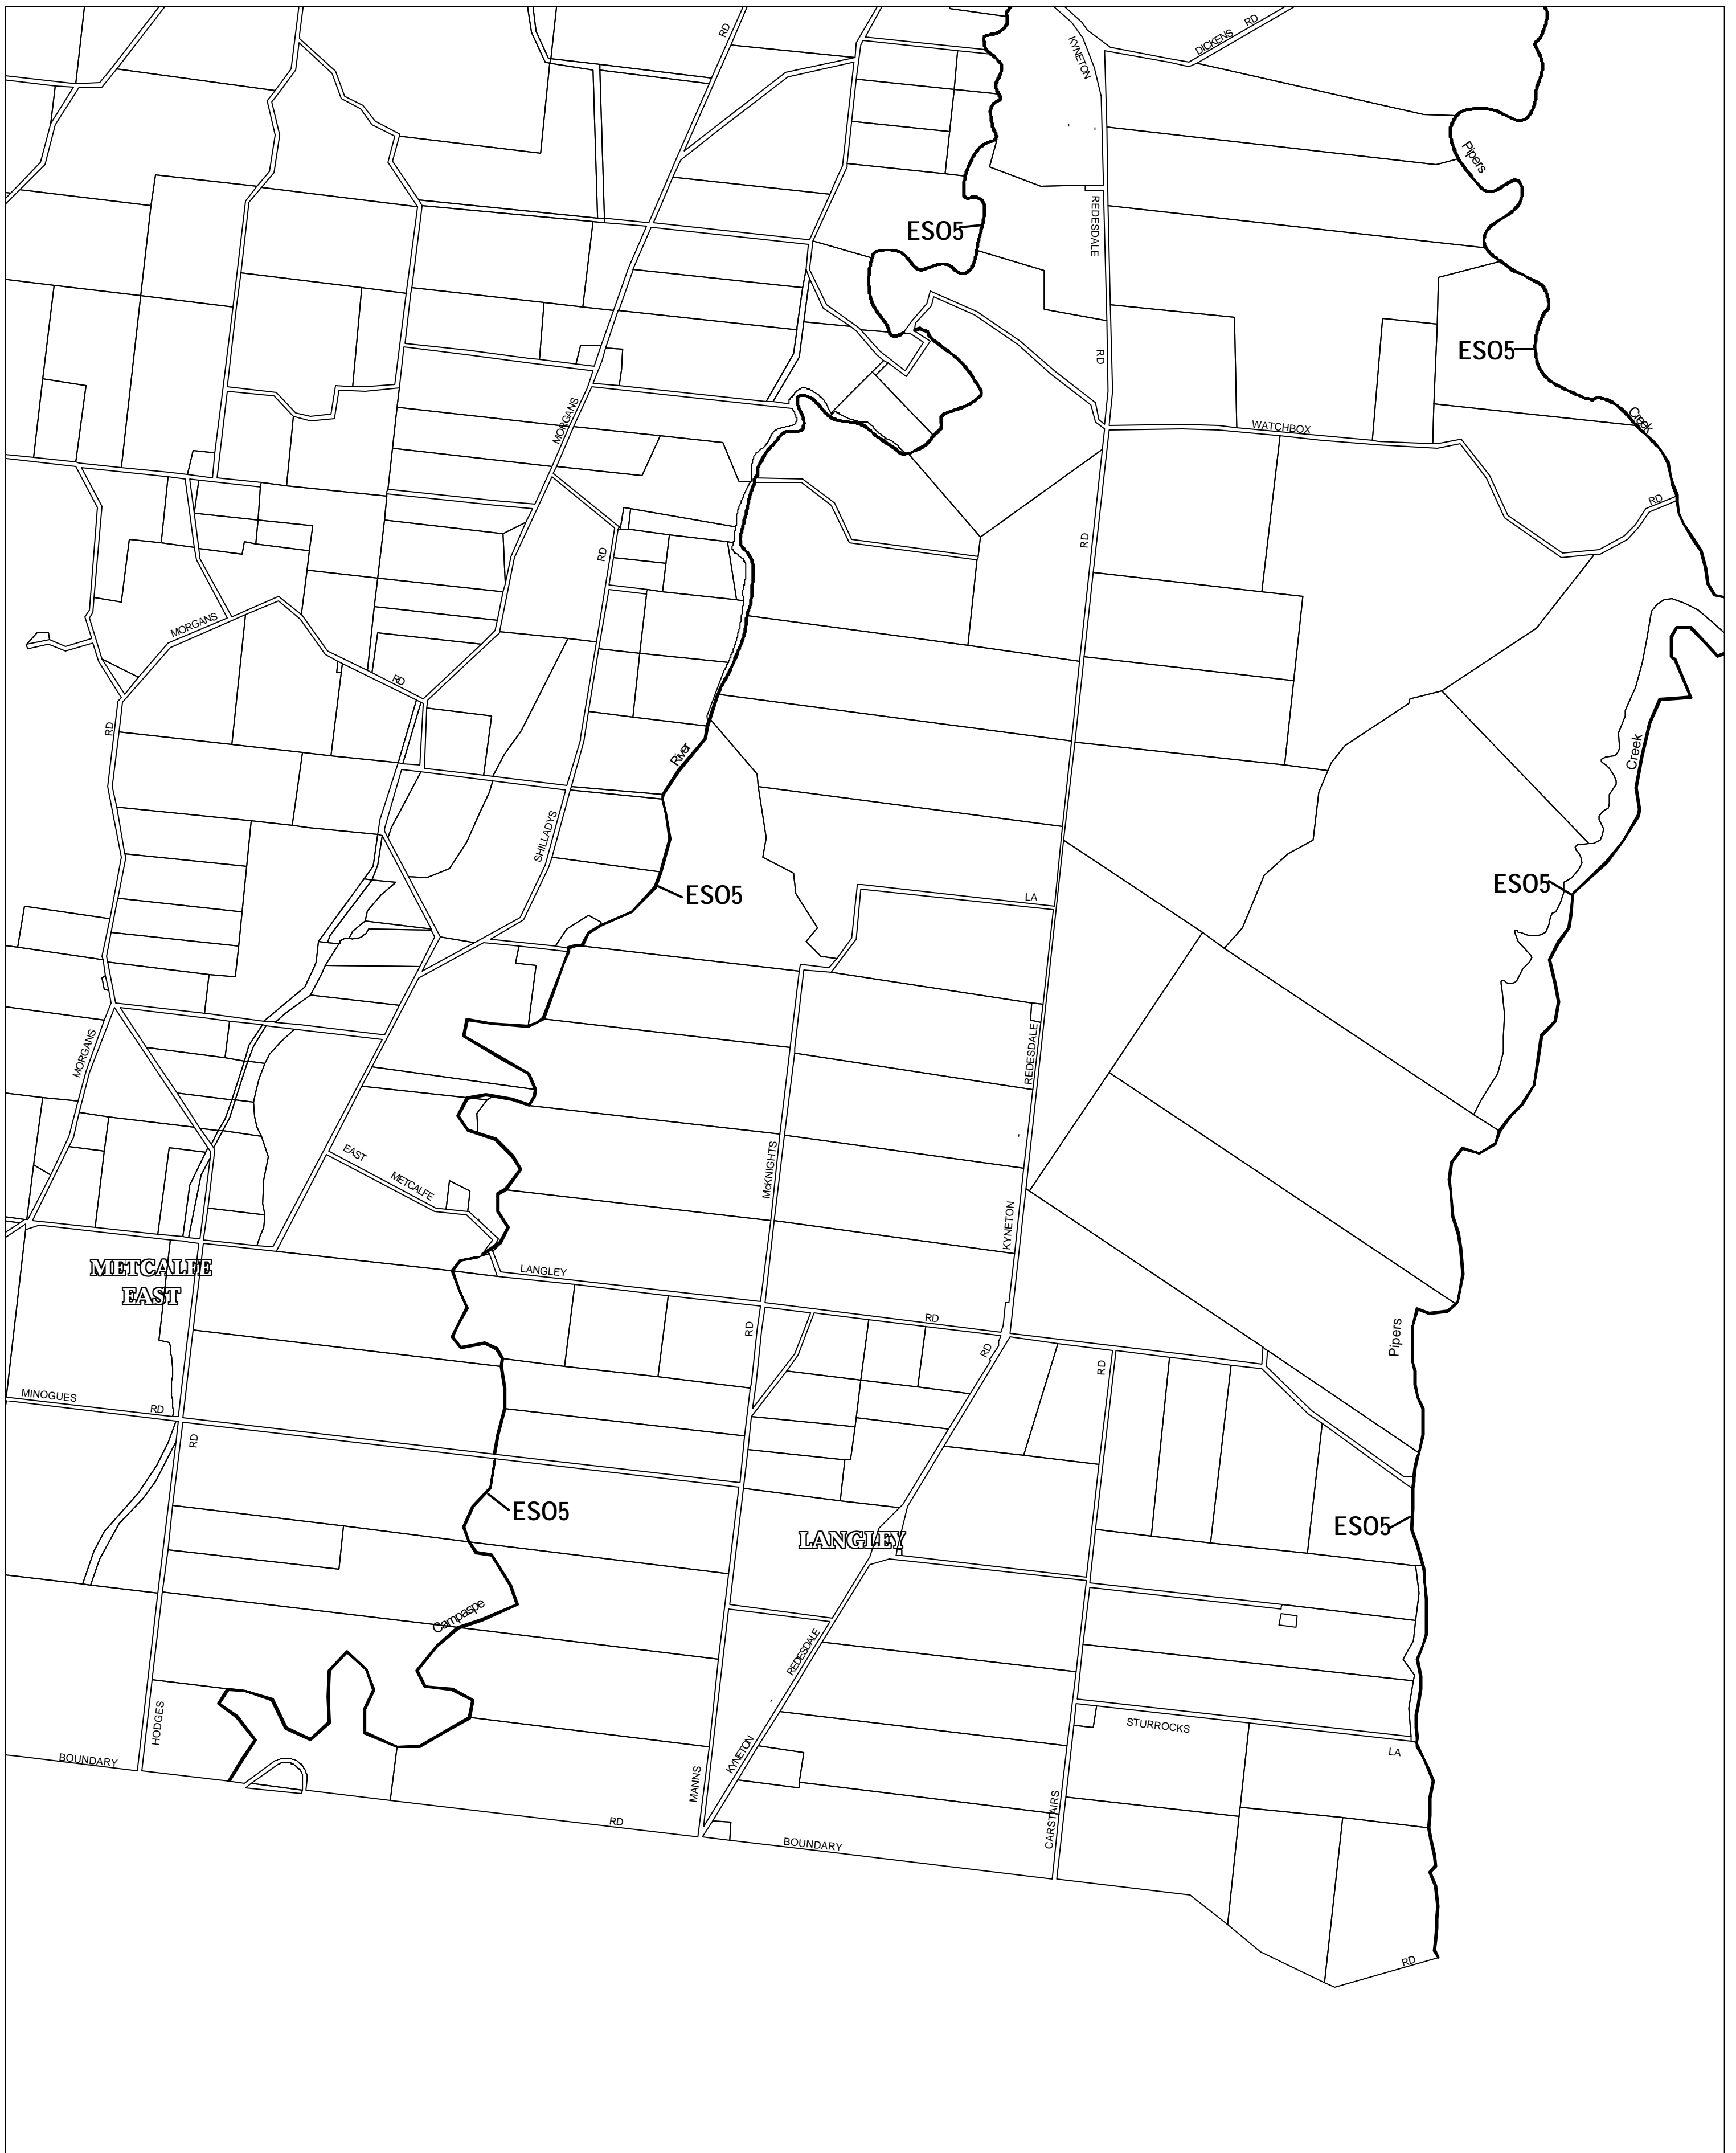 RD
KYNETON
DICKENS RD
Pipers
REDESDALE
ESO5
RD
ESO5
MORGANS
Creek
WATCHBOX
RD
RD
RD
MORGANS
RD
RD
River
Creek
SHILLADYS
ESO5
ESO5
LA
MORGANS
REDESDALE
EAST
METCALFE
McKNIGHTS
KYNETON
METCALFE
EAST
LANGLEY
RD
RD
RD
RD
Pipers
MINOGUES
RD
RD
ESO5
LANGLEY
ESO5
Campaspe
REDESDALE
HODGES
STURROCKS
LA
BOUNDARY
KYNETON
MANNS
RD
CARSTAIRS
BOUNDARY
RD